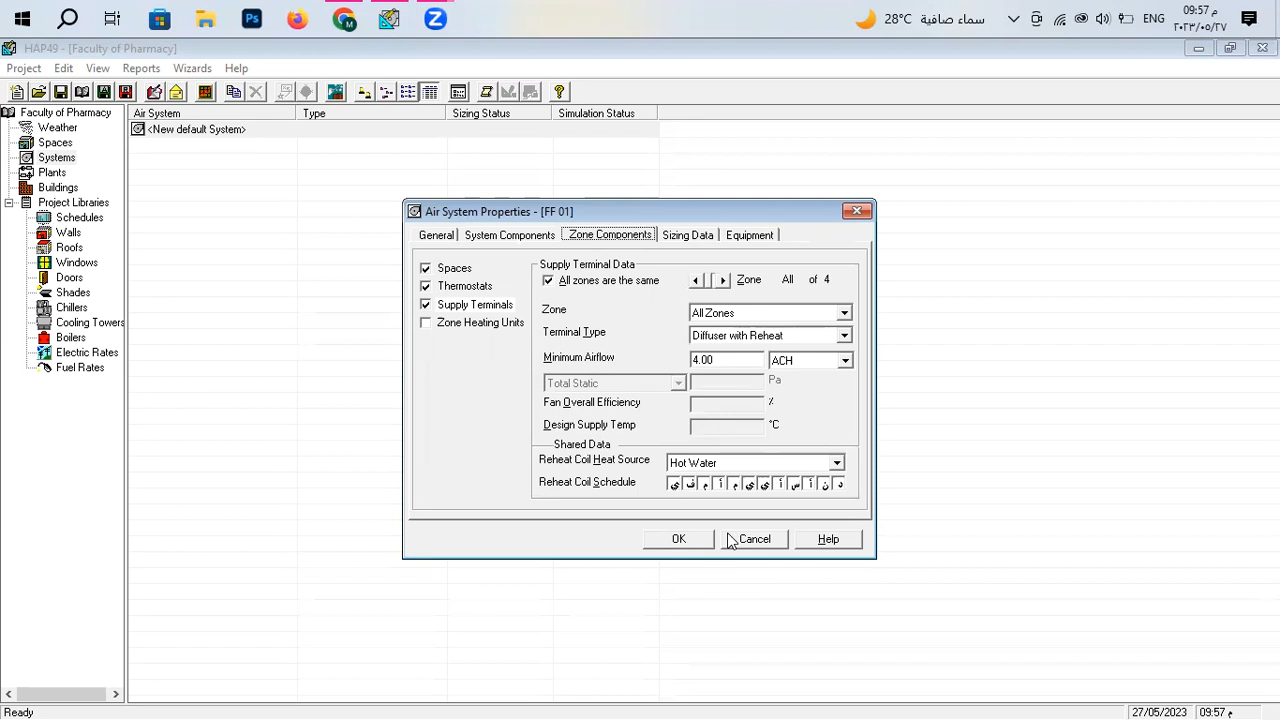 28°C سماء صافية ENG 09:57 م
٢٠٢٣/٠٥/٢٧
HAP49 - [Faculty of Pharmacy]
Project Edit View Reports Wizards Help
Faculty of Pharmacy
Weather
Spaces
Systems
Plants
Buildings
Project Libraries
Schedules
Walls
Roofs
Windows
Doors
Shades
Chillers
Cooling Towers
Boilers
Electric Rates
Fuel Rates
Air System Type Sizing Status Simulation Status
<New default System>
Air System Properties - [FF 01]
General System Components Zone Components Sizing Data Equipment
Spaces
Thermostats
Supply Terminals
Zone Heating Units
Supply Terminal Data
All zones are the same Zone All of 4
Zone All Zones
Terminal Type Diffuser with Reheat
Minimum Airflow 4.00 ACH
Total Static Pa
Fan Overall Efficiency %
Design Supply Temp °C
Shared Data
Reheat Coil Heat Source Hot Water
Reheat Coil Schedule ي ف م أ م ي ي أ س أ ن د
OK Cancel Help
Ready 27/05/2023 09:57 م